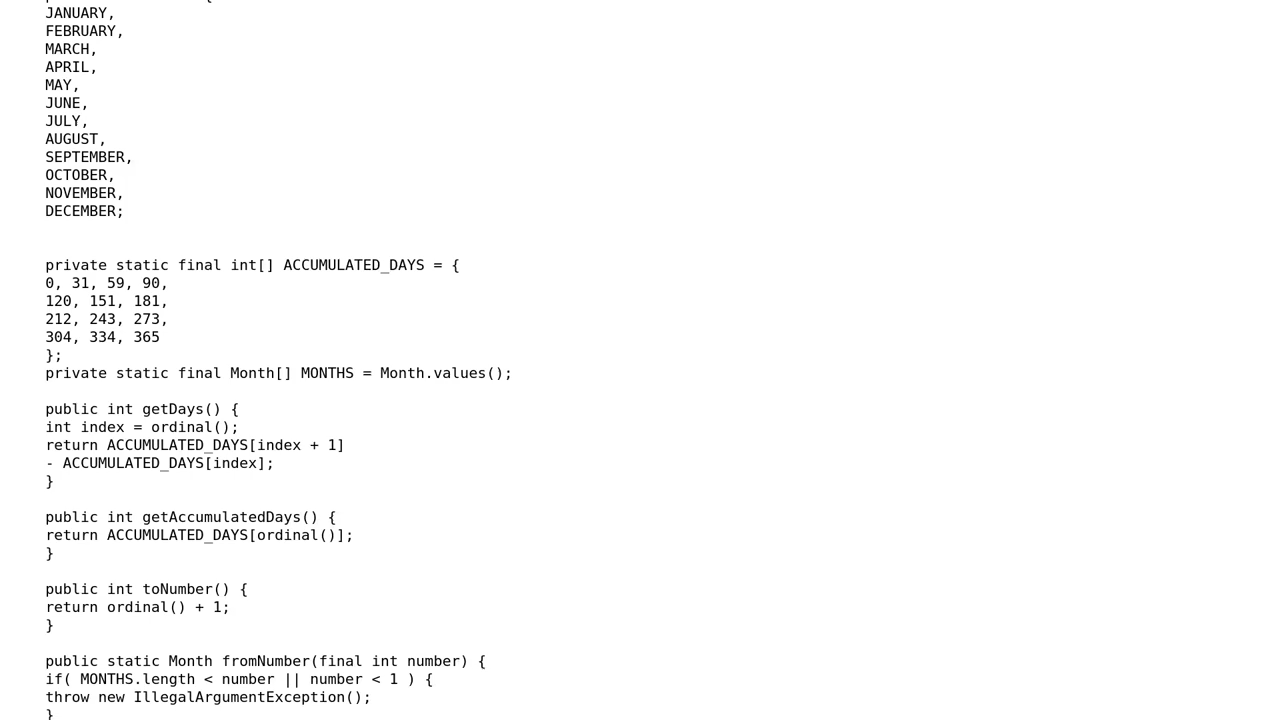 JANUARY,
FEBRUARY,
MARCH,
APRIL,
MAY,
JUNE,
JULY,
AUGUST,
SEPTEMBER,
OCTOBER,
NOVEMBER,
DECEMBER;
private static final int[] ACCUMULATED_DAYS = {
0, 31, 59, 90,
120, 151, 181,
212, 243, 273,
304, 334, 365
};
private static final Month[] MONTHS = Month.values();
public int getDays() {
int index = ordinal();
return ACCUMULATED_DAYS[index + 1]
- ACCUMULATED_DAYS[index];
}
public int getAccumulatedDays() {
return ACCUMULATED_DAYS[ordinal()];
}
public int toNumber() {
return ordinal() + 1;
}
public static Month fromNumber(final int number) {
if( MONTHS.length < number || number < 1 ) {
throw new IllegalArgumentException();
}